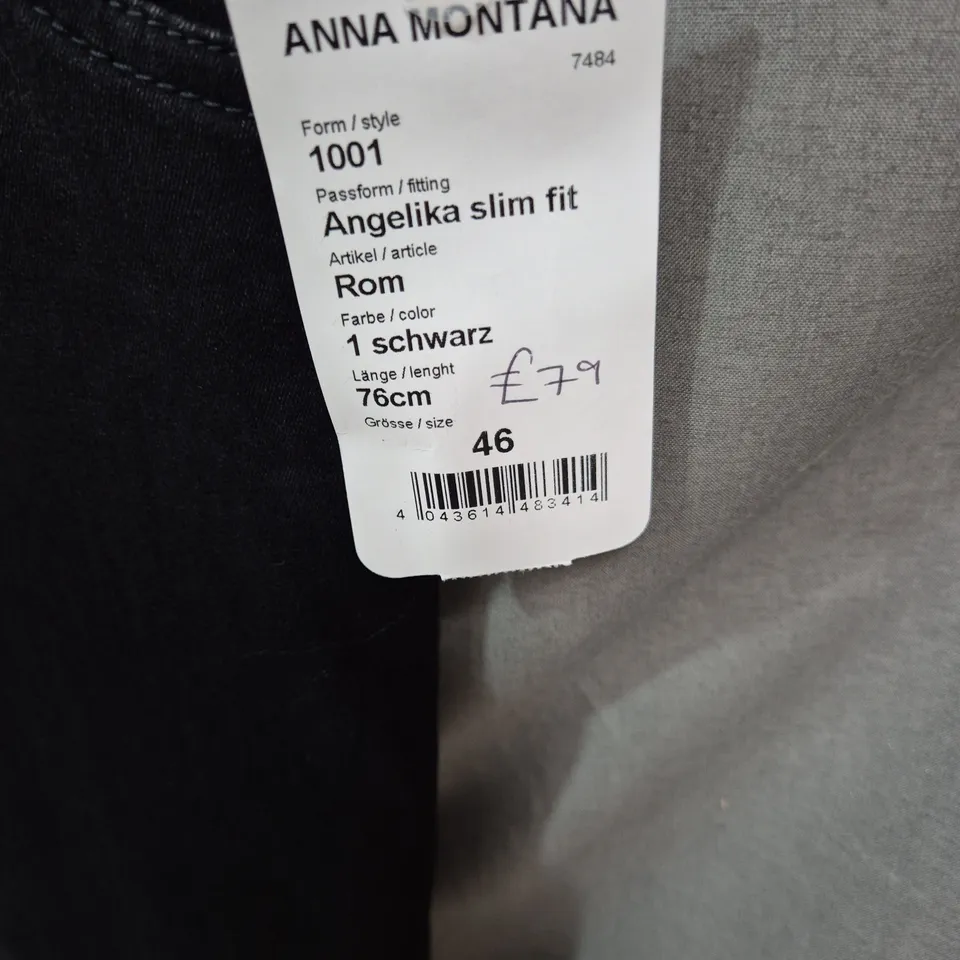 ANNA MONTANA
7484
Form / style
1001
Passform / fitting
Angelika slim fit
Artikel / article
Rom
Farbe / color
1 schwarz
Länge / lenght
76cm
£79
Grösse / size
46
4 043614 483414